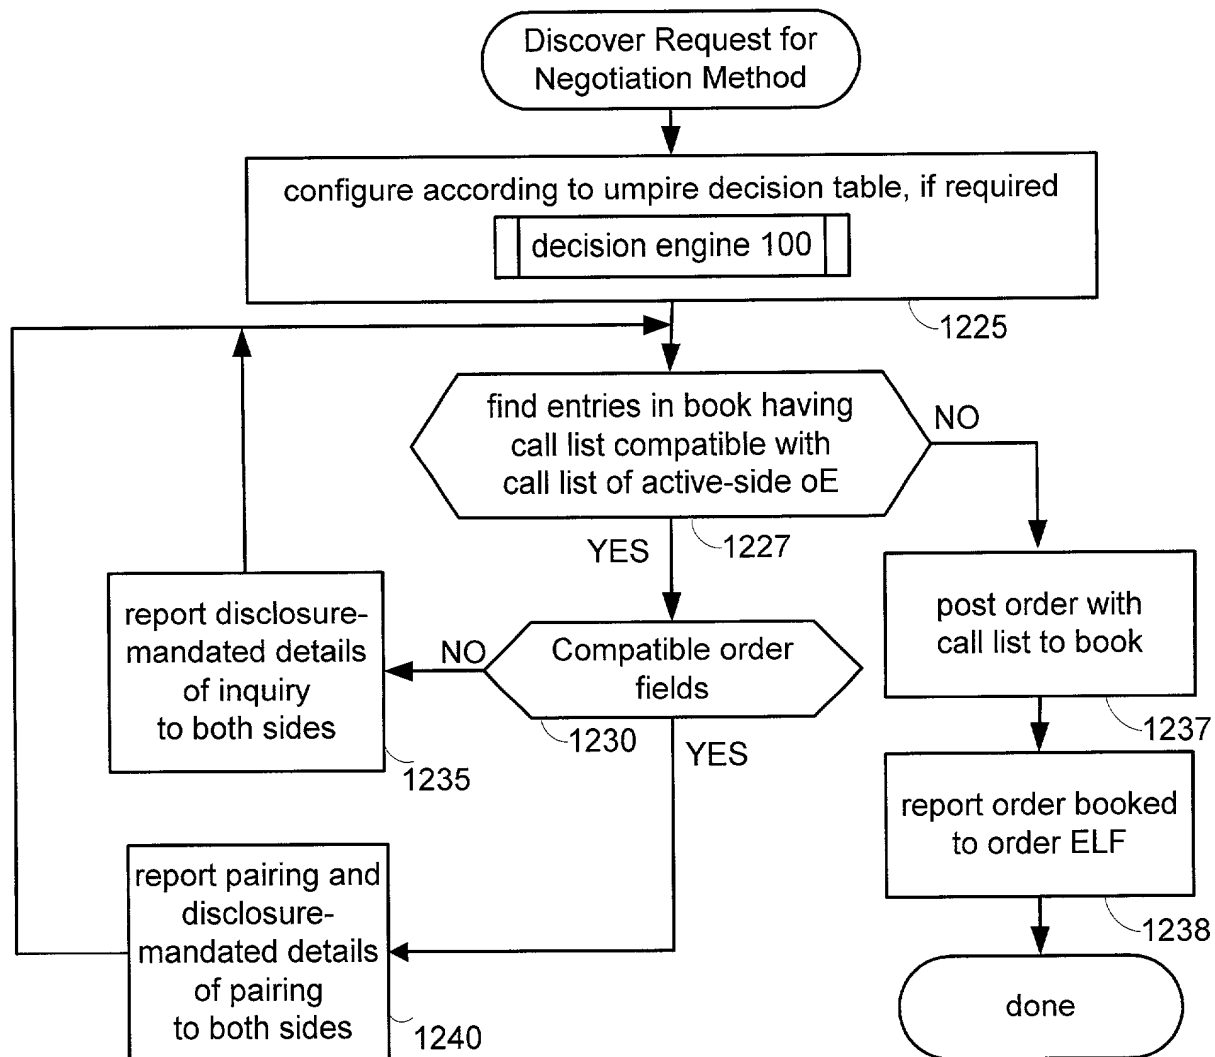 Discover Request for
Negotiation Method
configure according to umpire decision table, if required
decision engine 100
1225
find entries in book having
call list compatible with
call list of active-side oE
NO
YES
1227
post order with
call list to book
1237
report disclosure-
mandated details
of inquiry
to both sides
1235
NO
Compatible order
fields
1230
YES
report order booked
to order ELF
1238
report pairing and
disclosure-
mandated details
of pairing
to both sides
1240
done